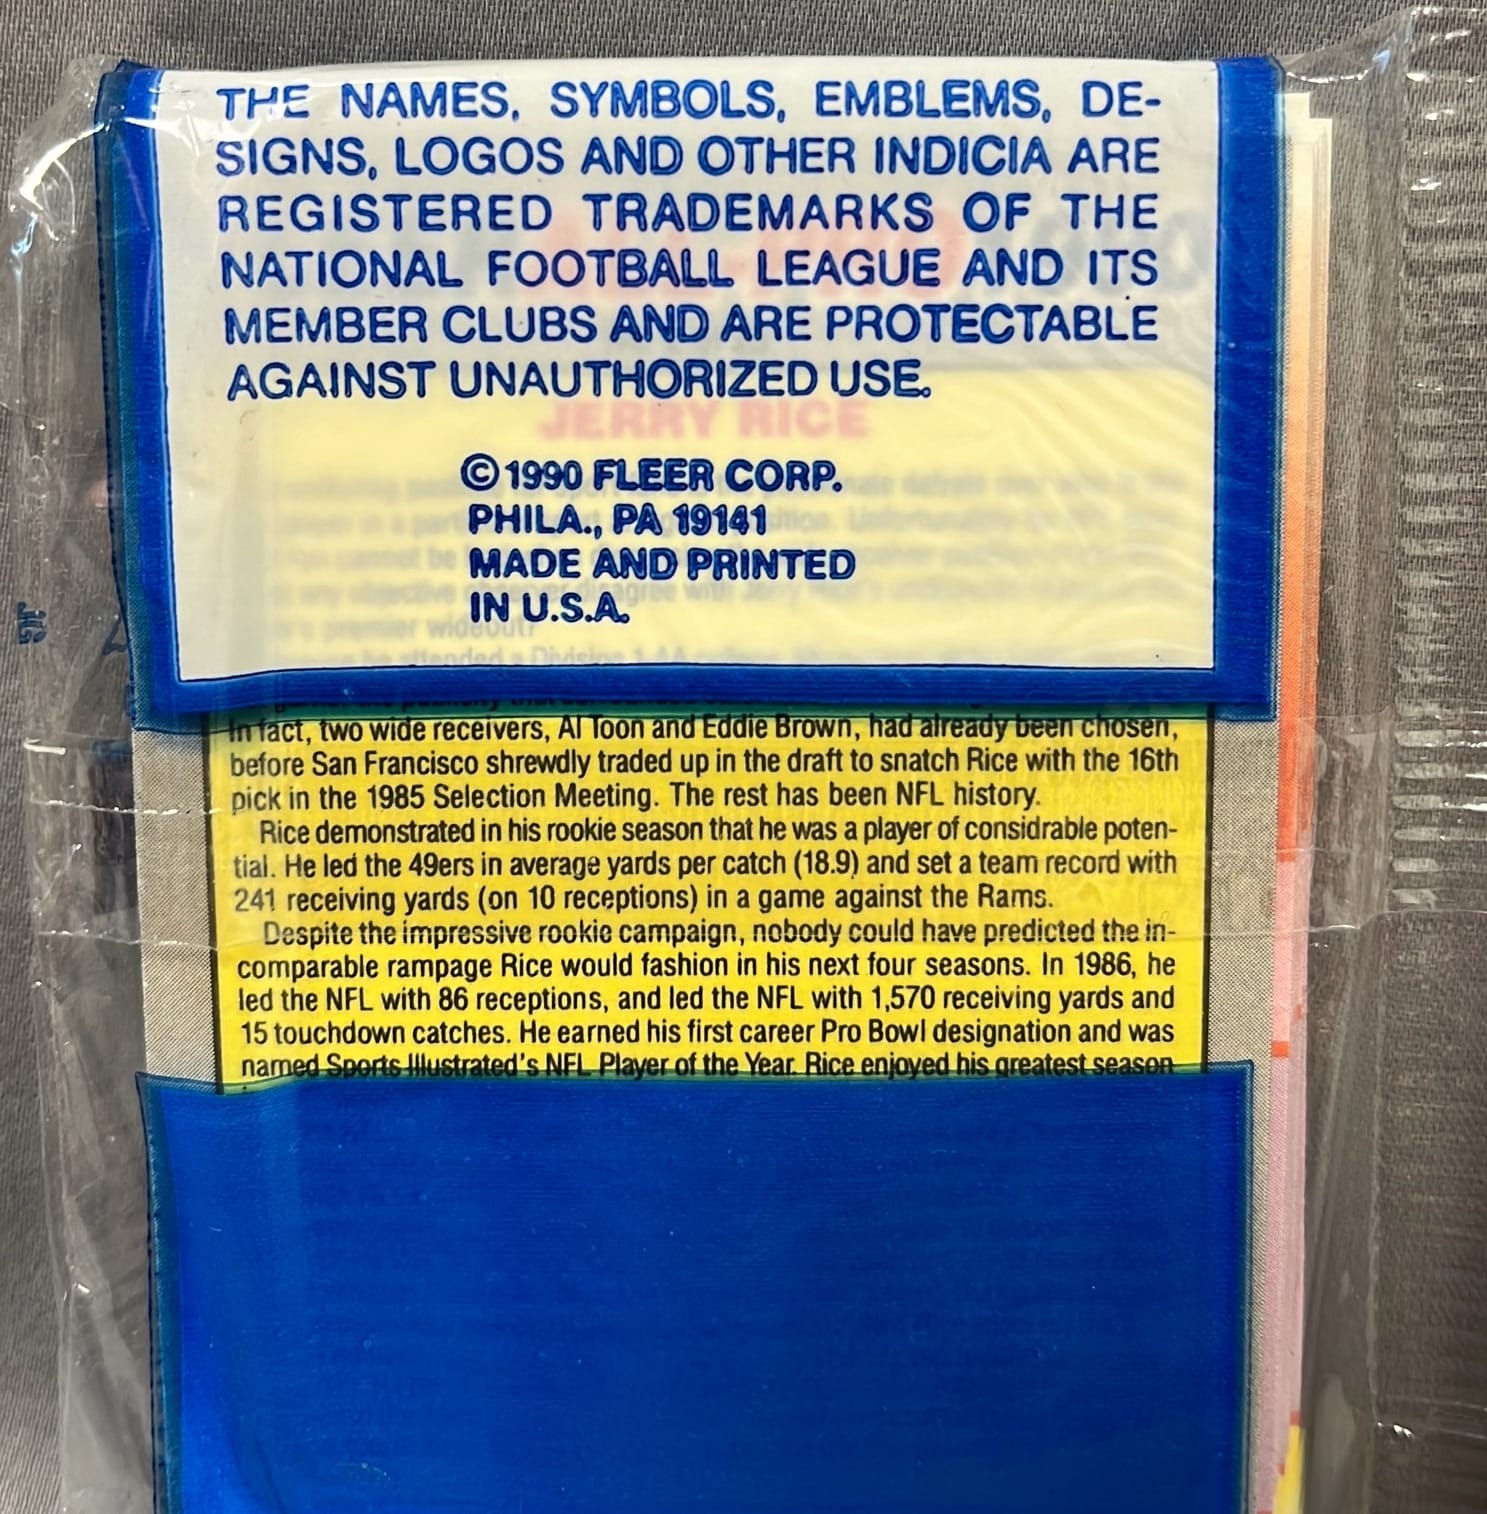 THE NAMES, SYMBOLS, EMBLEMS, DE-
SIGNS, LOGOS AND OTHER INDICIA ARE
REGISTERED TRADEMARKS OF THE
NATIONAL FOOTBALL LEAGUE AND ITS
MEMBER CLUBS AND ARE PROTECTABLE
AGAINST UNAUTHORIZED USE.
JERRY RICE
©1990 FLEER CORP.
PHILA., PA 19141
MADE AND PRINTED
IN U.S.A.
premier wideout?
attended a Division 1-AA
In fact, two wide receivers, Al Toon and Eddie Brown, had already been chosen,
before San Francisco shrewdly traded up in the draft to snatch Rice with the 16th
pick in the 1985 Selection Meeting. The rest has been NFL history.
Rice demonstrated in his rookie season that he was a player of considrable poten-
tial. He led the 49ers in average yards per catch (18.9) and set a team record with
241 receiving yards (on 10 receptions) in a game against the Rams.
Despite the impressive rookie campaign, nobody could have predicted the in-
comparable rampage Rice would fashion in his next four seasons. In 1986, he
led the NFL with 86 receptions, and led the NFL with 1,570 receiving yards and
15 touchdown catches. He earned his first career Pro Bowl designation and was
named Sports Illustrated's NFL Player of the Year. Rice enjoyed his greatest season